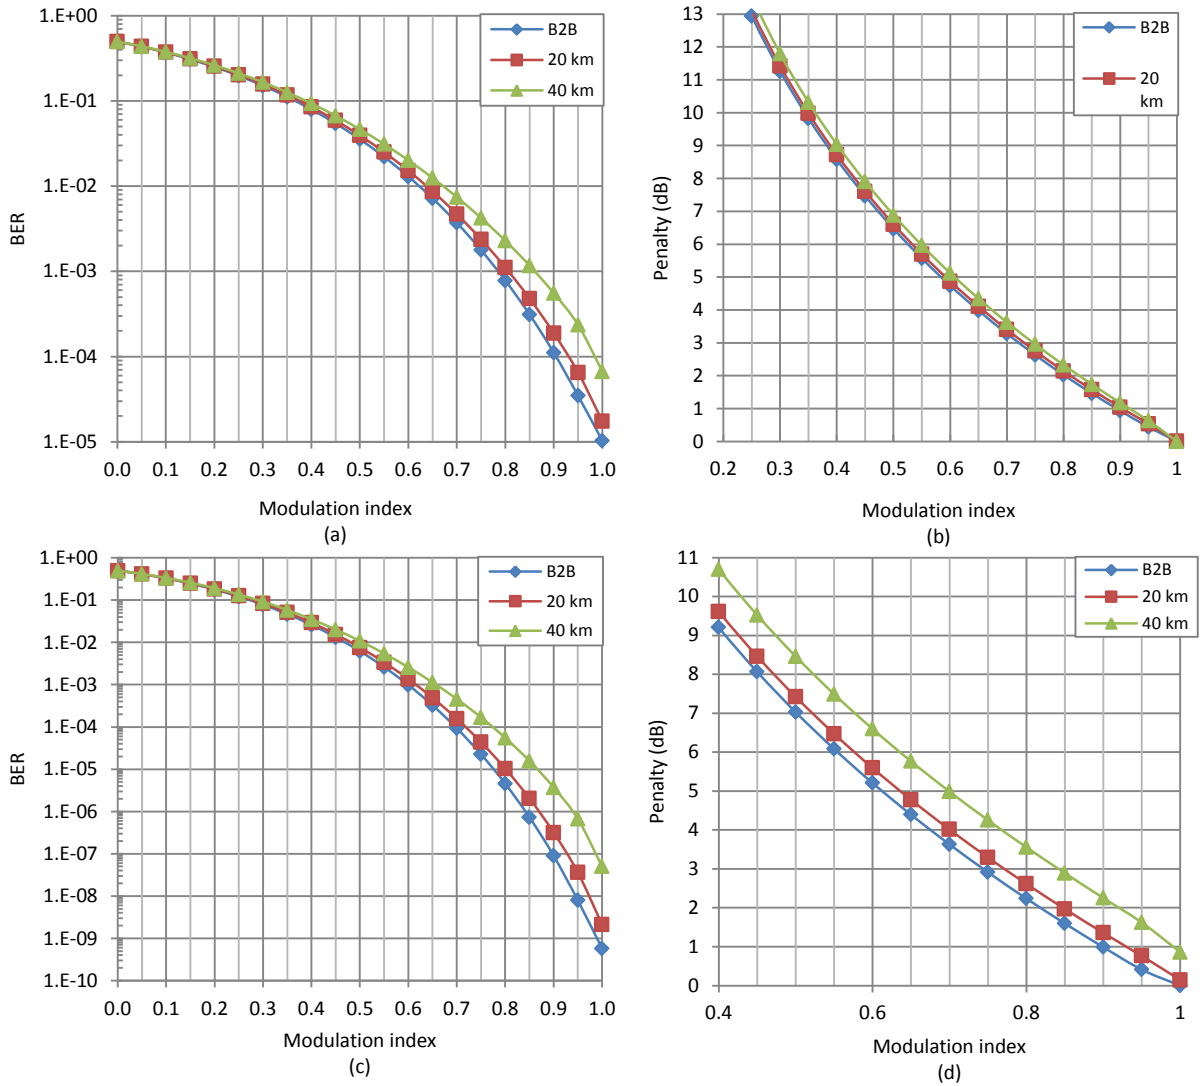 1.E+00
1.E-01
1.E-02
1.E-03
1.E-04
1.E-05
BER
B2B
20 km
40 km
0.0 0.1 0.2 0.3 0.4 0.5 0.6 0.7 0.8 0.9 1.0
Modulation index
(a)
13
12
11
10
9
8
7
6
5
4
3
2
1
0
Penalty (dB)
B2B
20
km
0.2 0.3 0.4 0.5 0.6 0.7 0.8 0.9 1
Modulation index
(b)
1.E+00
1.E-01
1.E-02
1.E-03
1.E-04
1.E-05
1.E-06
1.E-07
1.E-08
1.E-09
1.E-10
BER
B2B
20 km
40 km
0.0 0.1 0.2 0.3 0.4 0.5 0.6 0.7 0.8 0.9 1.0
Modulation index
(c)
11
10
9
8
7
6
5
4
3
2
1
0
Penalty (dB)
B2B
20 km
40 km
0.4 0.6 0.8 1
Modulation index
(d)